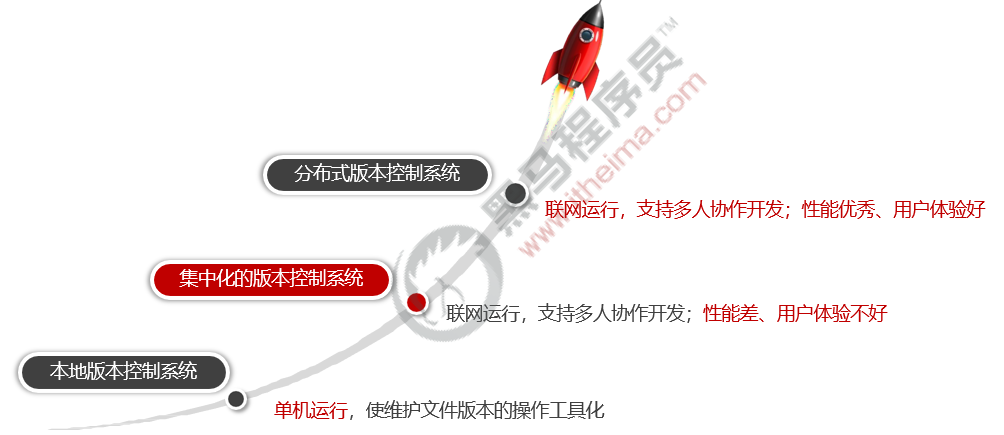 黑马程序员™
www.itheima.com
分布式版本控制系统
联网运行，支持多人协作开发；性能优秀、用户体验好
集中化的版本控制系统
联网运行，支持多人协作开发；性能差、用户体验不好
本地版本控制系统
单机运行，使维护文件版本的操作工具化